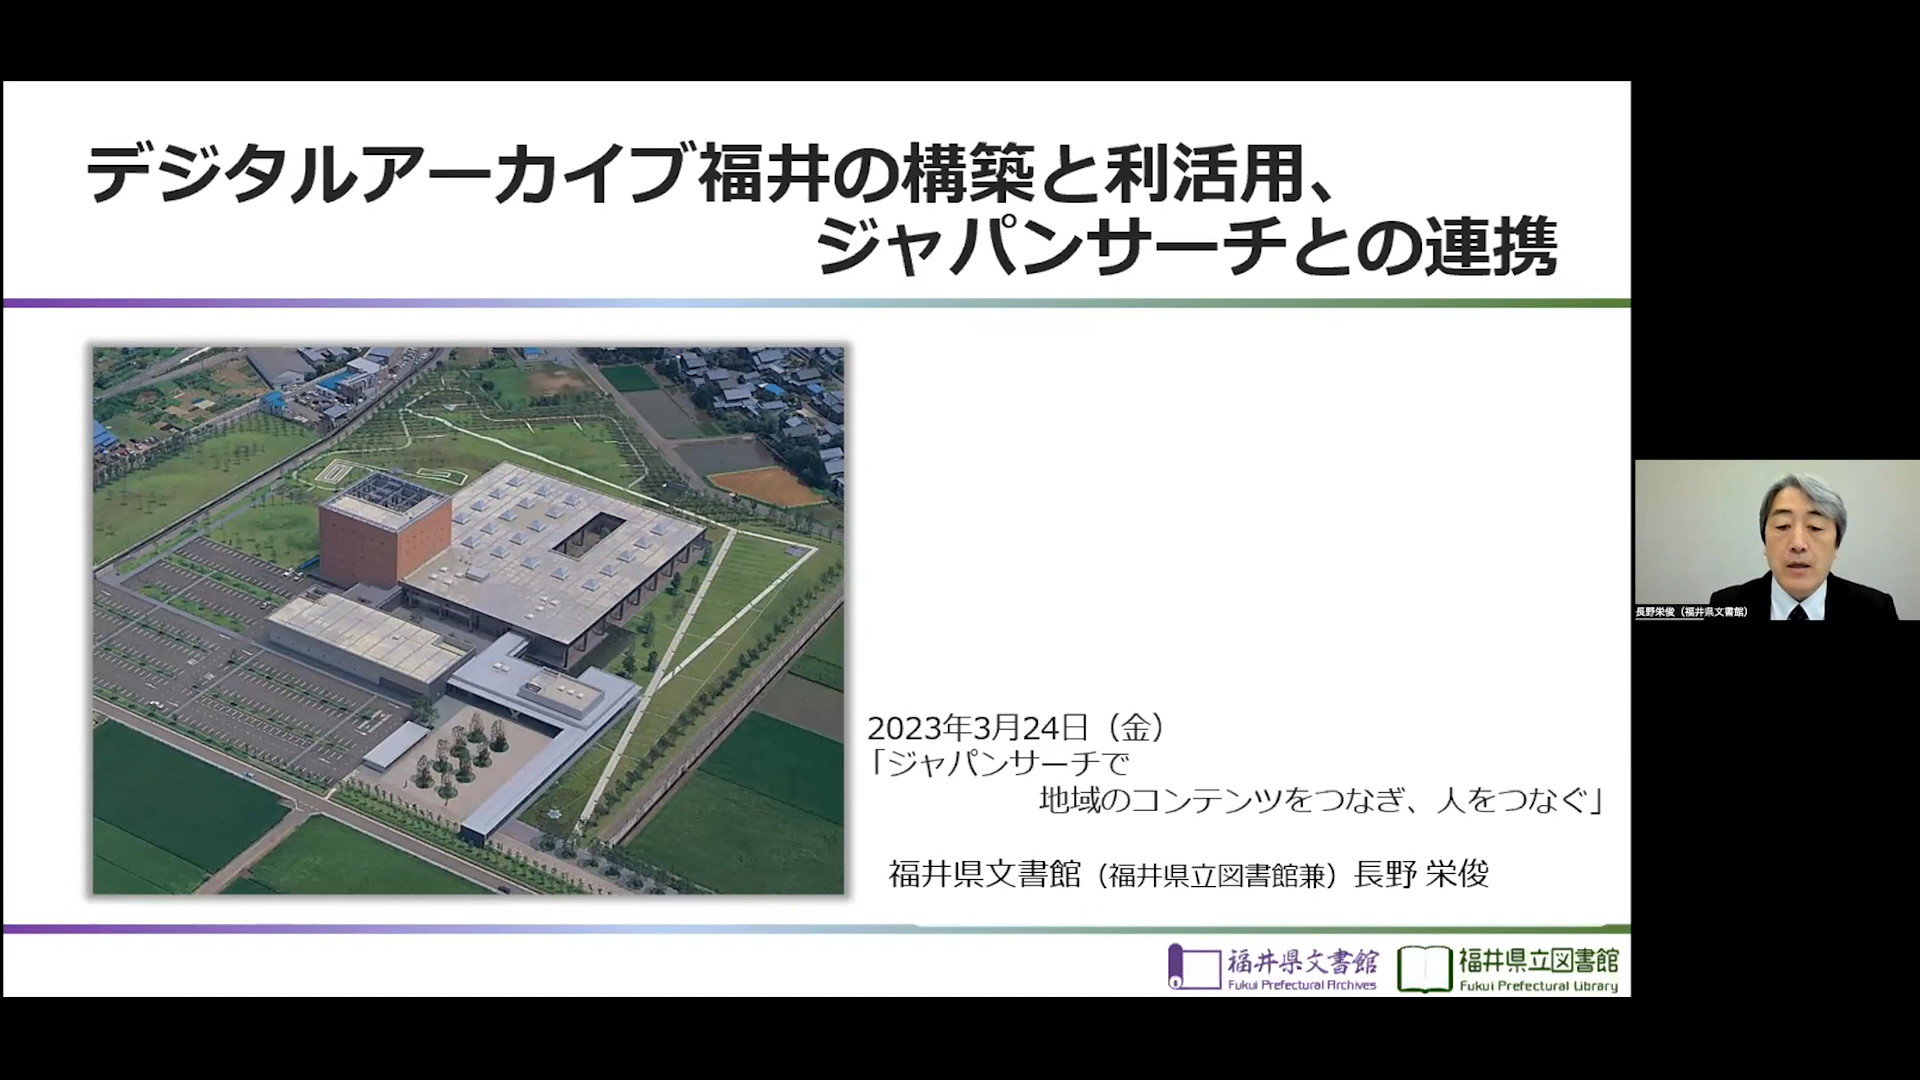 デジタルアーカイブ福井の構築と利活用、
ジャパンサーチとの連携
2023年3月24日（金）
「ジャパンサーチで
地域のコンテンツをつなぎ、人をつなぐ」
福井県文書館（福井県立図書館兼）長野 栄俊
長野栄俊（福井県文書館）
福井県文書館
Fukui Prefectural Archives
福井県立図書館
Fukui Prefectural Library